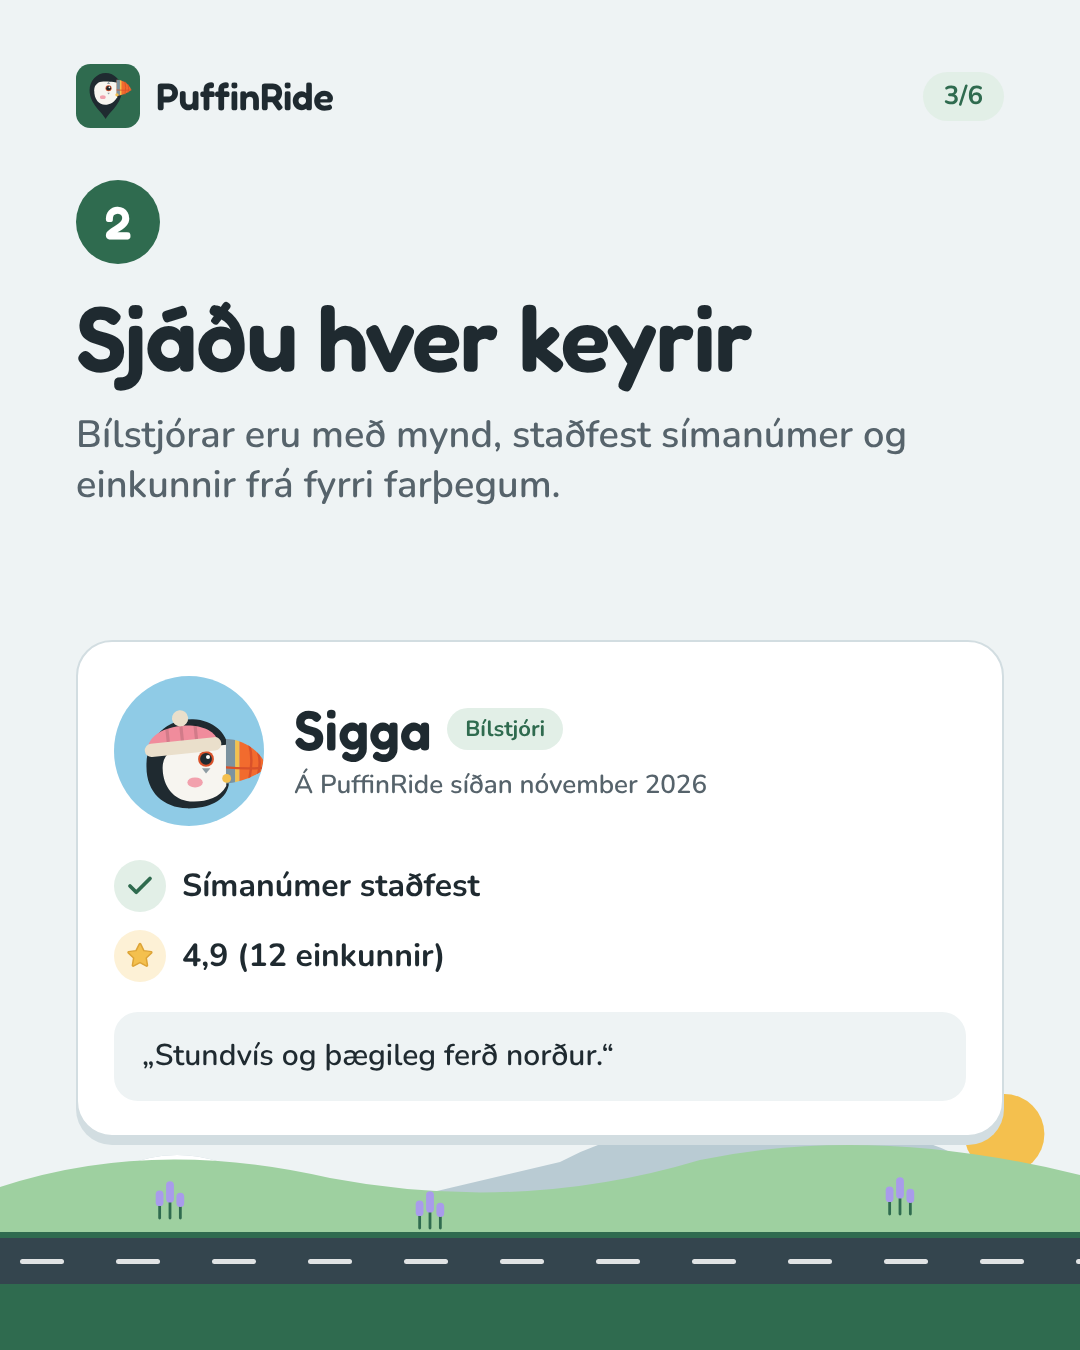 PuffinRide
3/6
2
Sjáðu hver keyrir
Bílstjórar eru með mynd, staðfest símanúmer og
einkunnir frá fyrri farþegum.
Sigga
Bílstjóri
Á PuffinRide síðan nóvember 2026
Símanúmer staðfest
4,9 (12 einkunnir)
„Stundvís og þægileg ferð norður.“